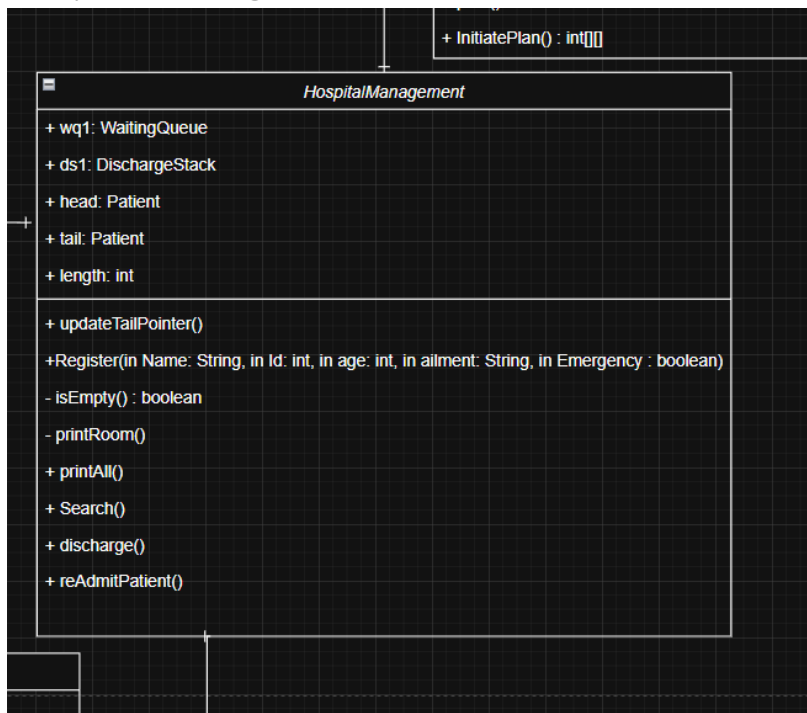 + InitiatePlan() : int[][]
HospitalManagement
+ wq1: WaitingQueue
+ ds1: DischargeStack
+ head: Patient
+ tail: Patient
+ length: int
+ updateTailPointer()
+Register(in Name: String, in Id: int, in age: int, in ailment: String, in Emergency : boolean)
- isEmpty() : boolean
- printRoom()
+ printAll()
+ Search()
+ discharge()
+ reAdmitPatient()